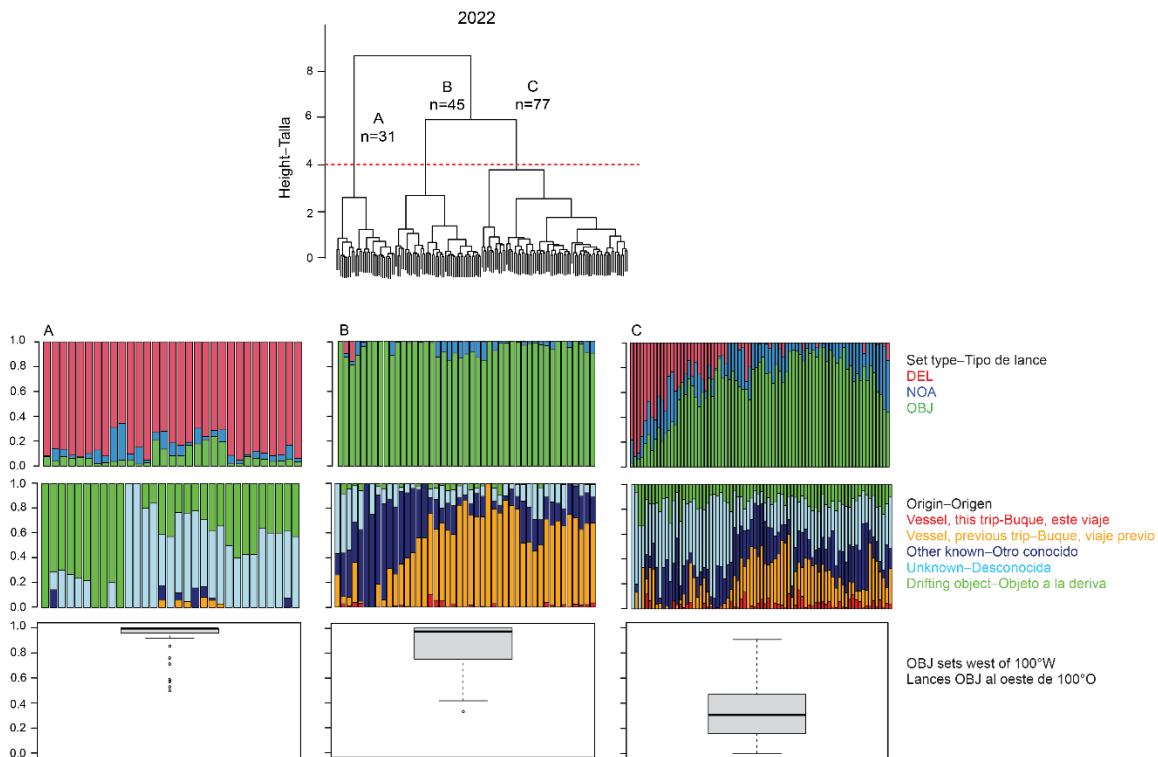 2022
Height–Talla
8
6
4
2
0
A
n=31
B
n=45
C
n=77
A
B
C
1.0
0.8
0.6
0.4
0.2
0.0
Set type–Tipo de lance
DEL
NOA
OBJ
1.0
0.8
0.6
0.4
0.2
0.0
Origin–Origen
Vessel, this trip-Buque, este viaje
Vessel, previous trip–Buque, viaje previo
Other known–Otro conocido
Unknown–Desconocida
Drifting object–Objeto a la deriva
1.0
0.8
0.6
0.4
0.2
0.0
OBJ sets west of 100°W
Lances OBJ al oeste de 100°O